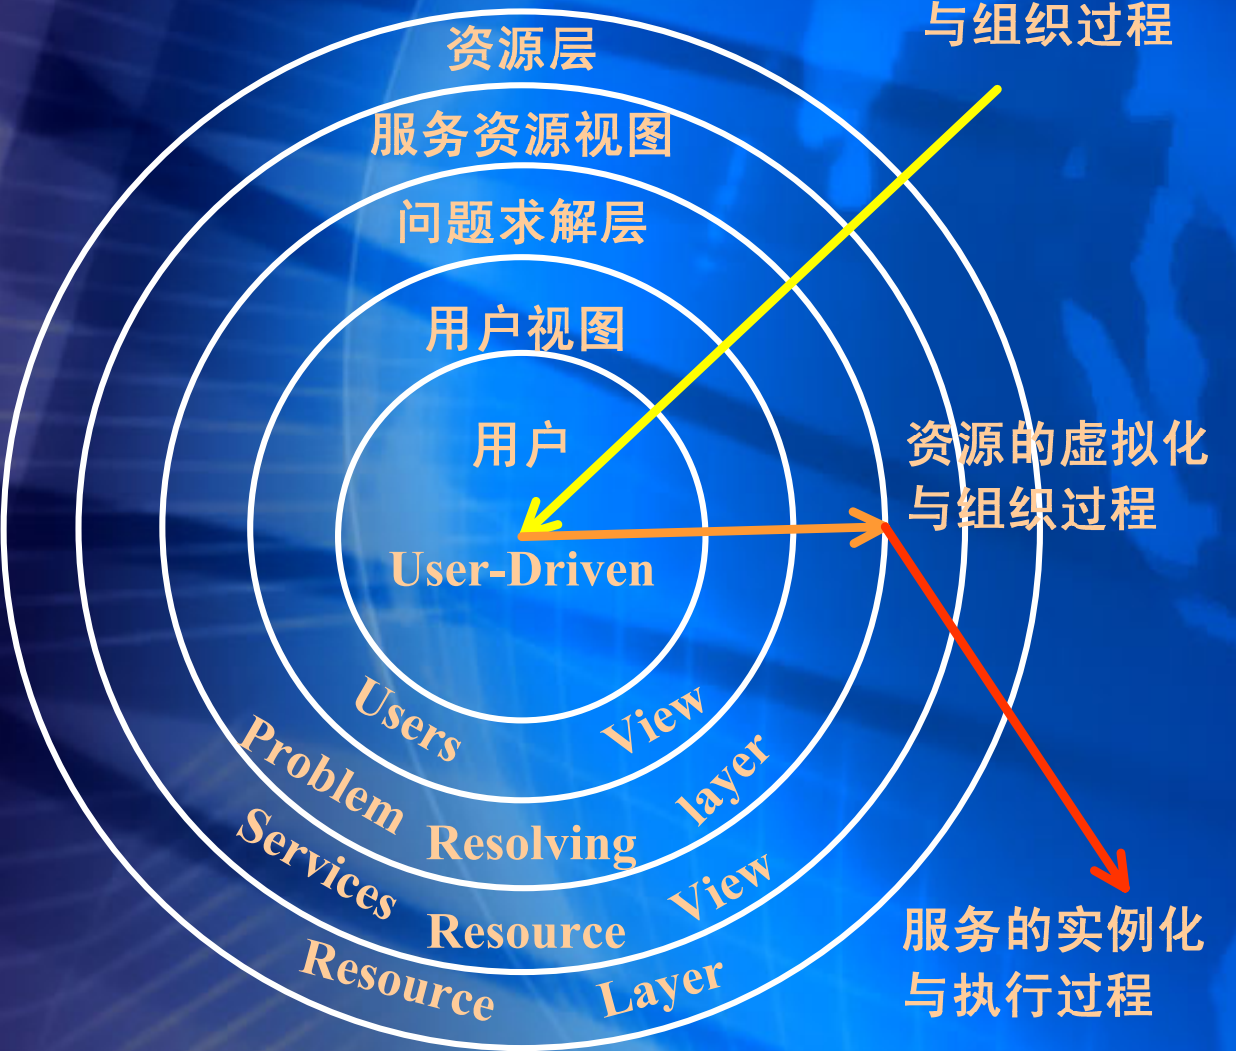 与组织过程
资源层
服务资源视图
问题求解层
用户视图
用户
User-Driven
资源的虚拟化
与组织过程
Users View
Problem Resolving layer
Services Resource View
Resource Layer
服务的实例化
与执行过程